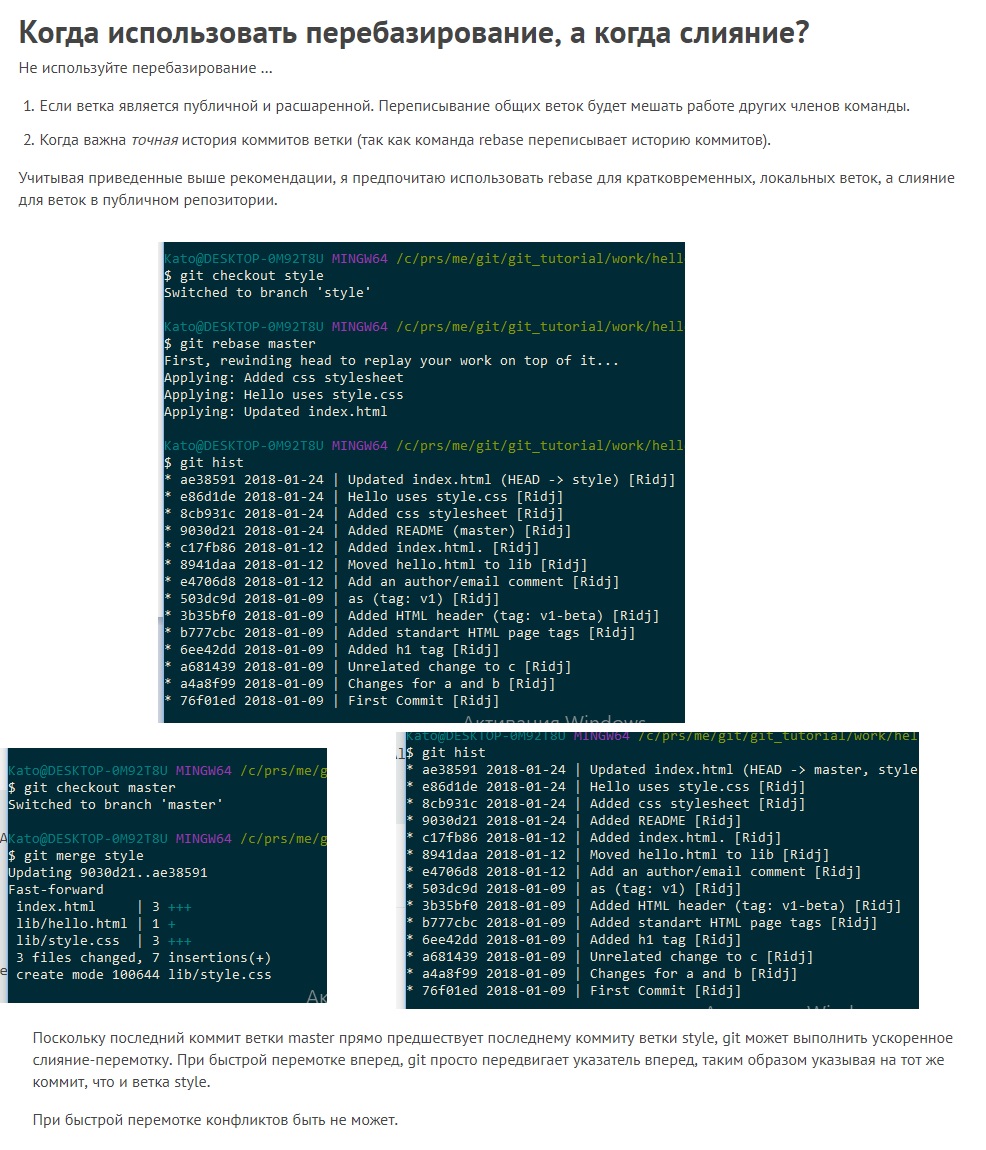 Когда использовать перебазирование, а когда слияние?
Не используйте перебазирование ...
1. Если ветка является публичной и расшаренной. Переписывание общих веток будет мешать работе других членов команды.
2. Когда важна точная история коммитов ветки (так как команда rebase переписывает историю коммитов).
Учитывая приведенные выше рекомендации, я предпочитаю использовать rebase для кратковременных, локальных веток, а слияние
для веток в публичном репозитории.
Kato@DESKTOP-0M92T8U MINGW64 /c/prs/me/git/git_tutorial/work/hell
$ git checkout style
Switched to branch 'style'
Kato@DESKTOP-0M92T8U MINGW64 /c/prs/me/git/git_tutorial/work/hell
$ git rebase master
First, rewinding head to replay your work on top of it...
Applying: Added css stylesheet
Applying: Hello uses style.css
Applying: Updated index.html
Kato@DESKTOP-0M92T8U MINGW64 /c/prs/me/git/git_tutorial/work/hell
$ git hist
* ae38591 2018-01-24 | Updated index.html (HEAD -> style) [Ridj]
* e86d1de 2018-01-24 | Hello uses style.css [Ridj]
* 8cb931c 2018-01-24 | Added css stylesheet [Ridj]
* 9030d21 2018-01-24 | Added README (master) [Ridj]
* c17fb86 2018-01-12 | Added index.html. [Ridj]
* 8941daa 2018-01-12 | Moved hello.html to lib [Ridj]
* e4706d8 2018-01-12 | Add an author/email comment [Ridj]
* 503dc9d 2018-01-09 | as (tag: v1) [Ridj]
* 3b35bf0 2018-01-09 | Added HTML header (tag: v1-beta) [Ridj]
* b777cbc 2018-01-09 | Added standart HTML page tags [Ridj]
* 6ee42dd 2018-01-09 | Added h1 tag [Ridj]
* a681439 2018-01-09 | Unrelated change to c [Ridj]
* a4a8f99 2018-01-09 | Changes for a and b [Ridj]
* 76f01ed 2018-01-09 | First Commit [Ridj]
Активация Windows
Kato@DESKTOP-0M92T8U MINGW64 /c/prs/me/g
$ git checkout master
Switched to branch 'master'
Kato@DESKTOP-0M92T8U MINGW64 /c/prs/me/g
$ git merge style
Updating 9030d21..ae38591
Fast-forward
index.html | 3 +++
lib/hello.html | 1 +
lib/style.css | 3 +++
3 files changed, 7 insertions(+)
create mode 100644 lib/style.css
Ак
Kato@DESKTOP-0M92T8U MINGW64 /c/prs/me/git/git_tutorial/work/hel
$ git hist
* ae38591 2018-01-24 | Updated index.html (HEAD -> master, style
* e86d1de 2018-01-24 | Hello uses style.css [Ridj]
* 8cb931c 2018-01-24 | Added css stylesheet [Ridj]
* 9030d21 2018-01-24 | Added README [Ridj]
* c17fb86 2018-01-12 | Added index.html. [Ridj]
* 8941daa 2018-01-12 | Moved hello.html to lib [Ridj]
* e4706d8 2018-01-12 | Add an author/email comment [Ridj]
* 503dc9d 2018-01-09 | as (tag: v1) [Ridj]
* 3b35bf0 2018-01-09 | Added HTML header (tag: v1-beta) [Ridj]
* b777cbc 2018-01-09 | Added standart HTML page tags [Ridj]
* 6ee42dd 2018-01-09 | Added h1 tag [Ridj]
* a681439 2018-01-09 | Unrelated change to c [Ridj]
* a4a8f99 2018-01-09 | Changes for a and b [Ridj]
* 76f01ed 2018-01-09 | First Commit [Ridj]
Поскольку последний коммит ветки master прямо предшествует последнему коммиту ветки style, git может выполнить ускоренное
слияние-перемотку. При быстрой перемотке вперед, git просто передвигает указатель вперед, таким образом указывая на тот же
коммит, что и ветка style.
При быстрой перемотке конфликтов быть не может.